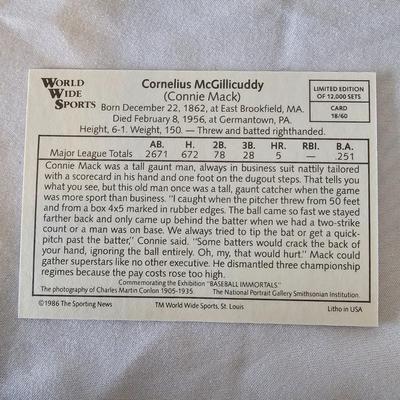 WORLD
WIDE
SPORTS
Cornelius McGillicuddy
(Connie Mack)
Born December 22, 1862, at East Brookfield, MA.
Died February 8, 1956, at Germantown, PA.
Height, 6-1. Weight, 150. — Threw and batted righthanded.
LIMITED EDITION
OF 12,000 SETS
CARD
18/60
AB. H. 2B. 3B. HR. RBI. B.A.
Major League Totals 2671 672 78 28 5 — .251
Connie Mack was a tall gaunt man, always in business suit nattily tailored
with a scorecard in his hand and one foot on the dugout steps. That tells you
what you see, but this old man once was a tall, gaunt catcher when the game
was more sport than business. "I caught when the pitcher threw from 50 feet
and from a box 4x5 marked in rubber edges. The ball came so fast we stayed
farther back and only came up behind the batter when we had a two-strike
count or a man was on base. We always tried to tip the bat or get a quick-
pitch past the batter," Connie said. "Some batters would crack the back of
your hand, ignoring the ball entirely. Oh, my, that would hurt." Mack could
gather superstars like no other executive. He dismantled three championship
regimes because the pay costs rose too high.
Commemorating the Exhibition "BASEBALL IMMORTALS."
The photography of Charles Martin Conlon 1905-1935. The National Portrait Gallery Smithsonian Institution.
©1986 The Sporting News TM World Wide Sports, St. Louis Litho in USA